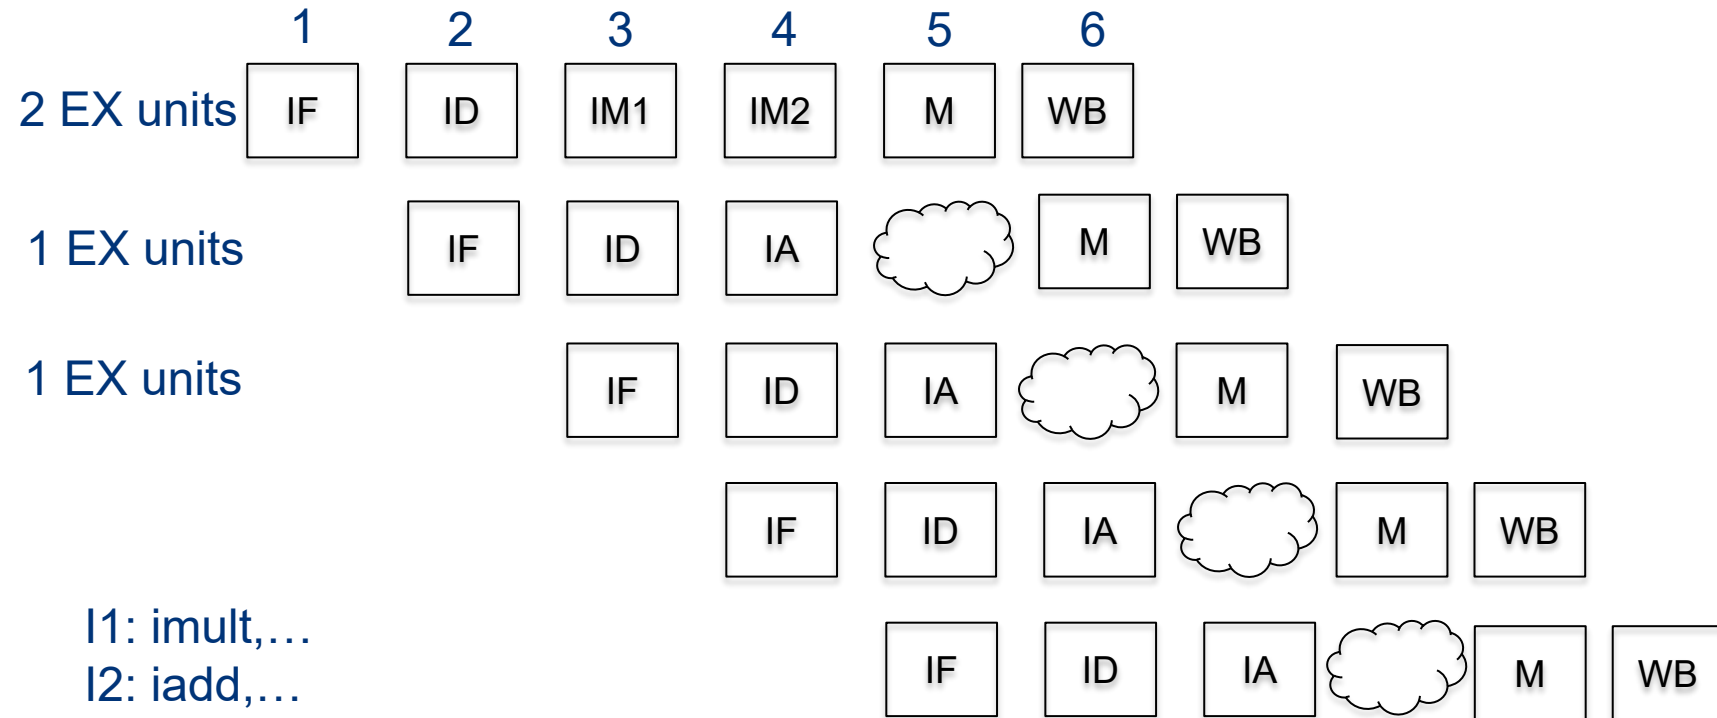 1 2 3 4 5 6
2 EX units IF ID IM1 IM2 M WB
1 EX units IF ID IA M WB
1 EX units IF ID IA M WB
IF ID IA M WB
I1: imult,…
IF ID IA M WB
I2: iadd,…